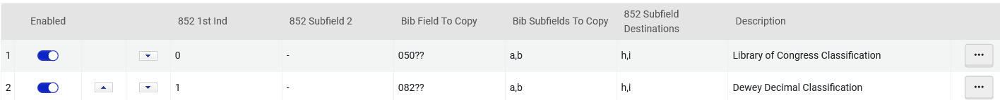 Enabled 852 1st Ind 852 Subfield 2 Bib Field To Copy Bib Subfields To Copy 852 Subfield Destinations Description
1 0 - 050?? a,b h,i Library of Congress Classification •••
2 1 - 082?? a,b h,i Dewey Decimal Classification •••